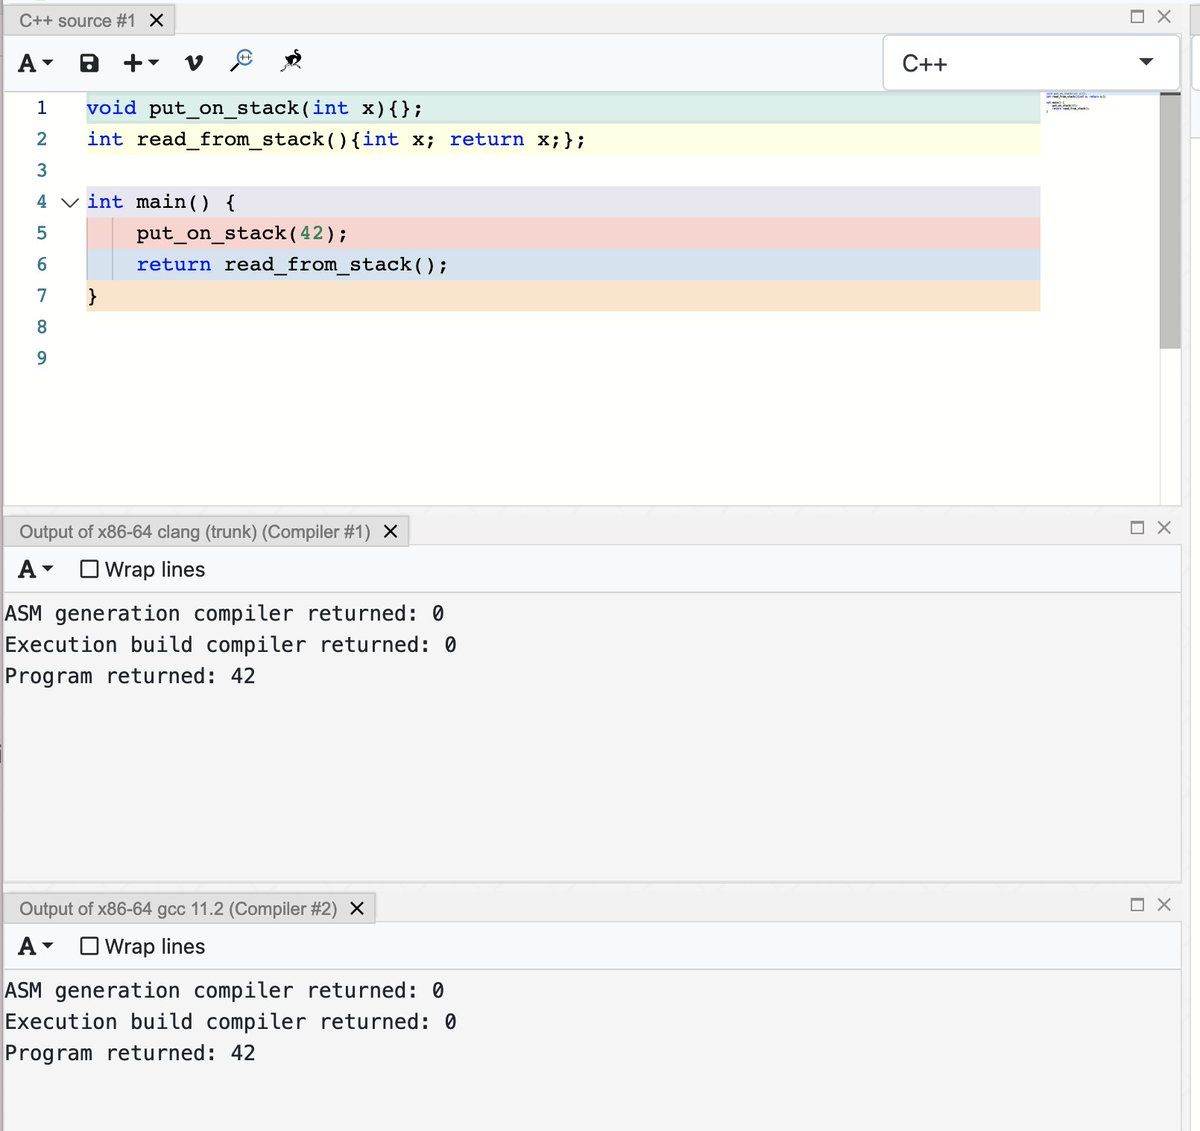 C++ source #1
A
C++
1 void put_on_stack(int x){};
2 int read_from_stack(){int x; return x;};
3
4 int main() {
5 put_on_stack(42);
6 return read_from_stack();
7 }
8
9
Output of x86-64 clang (trunk) (Compiler #1)
A Wrap lines
ASM generation compiler returned: 0
Execution build compiler returned: 0
Program returned: 42
Output of x86-64 gcc 11.2 (Compiler #2)
A Wrap lines
ASM generation compiler returned: 0
Execution build compiler returned: 0
Program returned: 42